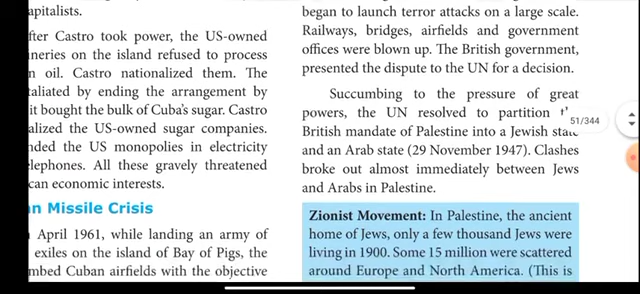 apitalists.
fter Castro took power, the US-owned
neries on the island refused to process
n oil. Castro nationalized them. The
taliated by ending the arrangement by
it bought the bulk of Cuba's sugar. Castro
alized the US-owned sugar companies.
nded the US monopolies in electricity
elephones. All these gravely threatened
can economic interests.
n Missile Crisis
April 1961, while landing an army of
exiles on the island of Bay of Pigs, the
mbed Cuban airfields with the objective
began to launch terror attacks on a large scale.
Railways, bridges, airfields and government
offices were blown up. The British government,
presented the dispute to the UN for a decision.
Succumbing to the pressure of great
powers, the UN resolved to partition
British mandate of Palestine into a Jewish state
and an Arab state (29 November 1947). Clashes
broke out almost immediately between Jews
and Arabs in Palestine.
Zionist Movement: In Palestine, the ancient
home of Jews, only a few thousand Jews were
living in 1900. Some 15 million were scattered
around Europe and North America. (This is
51/344